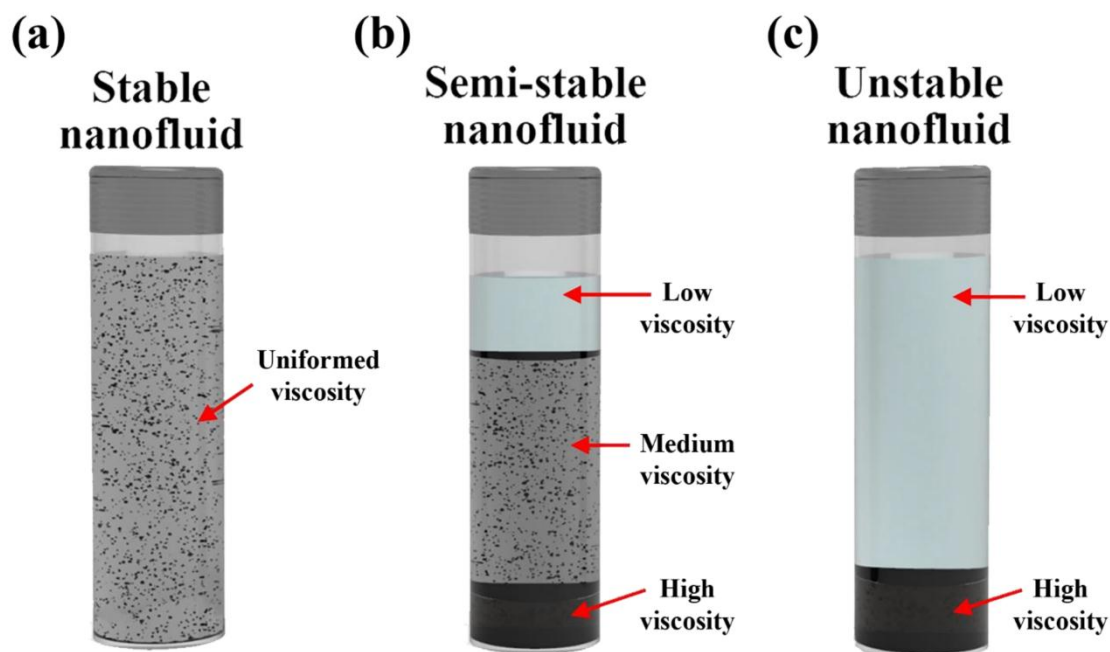 (a)
Stable
nanofluid
Uniformed
viscosity
(b)
Semi-stable
nanofluid
Low
viscosity
Medium
viscosity
High
viscosity
(c)
Unstable
nanofluid
Low
viscosity
High
viscosity